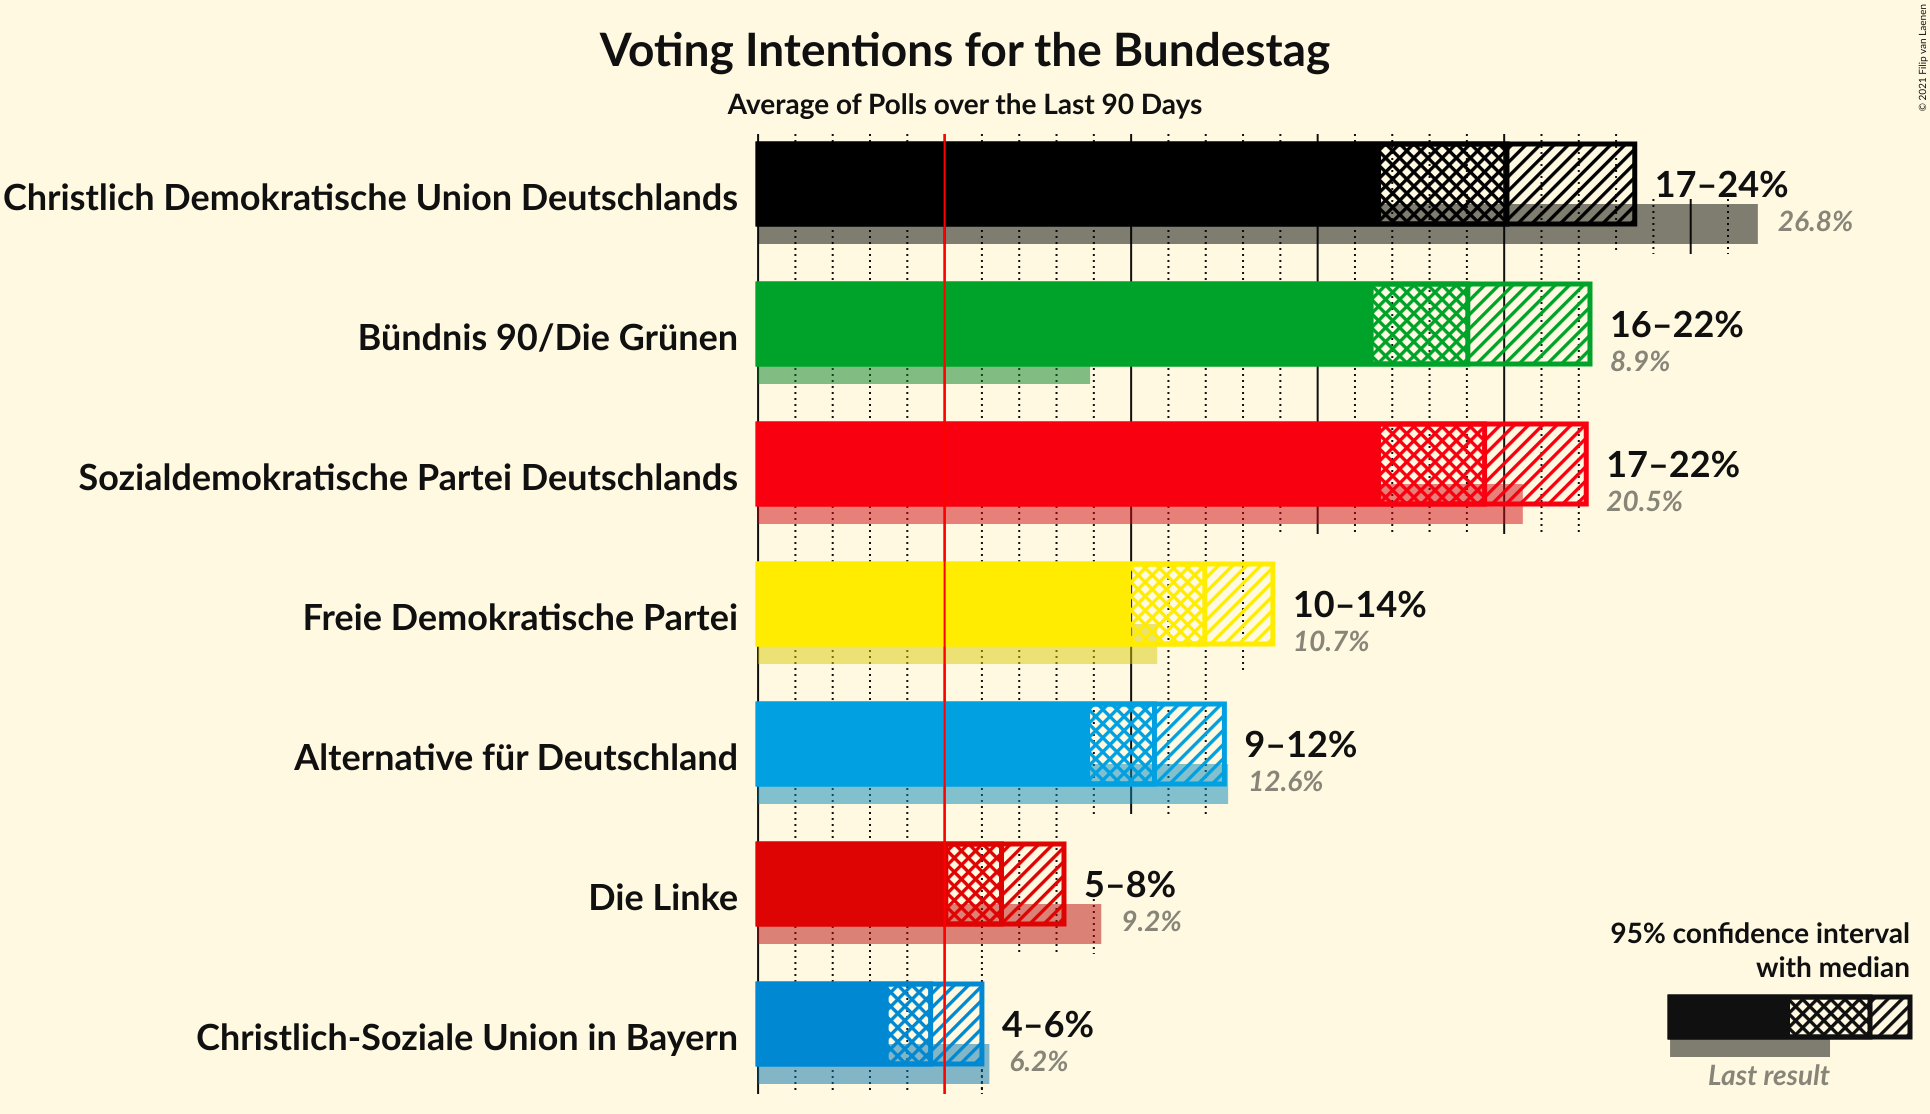 Voting Intentions for the Bundestag
Average of Polls over the Last 90 Days
© 2021 Filip van Laenen
Christlich Demokratische Union Deutschlands
17–24%
26.8%
Bündnis 90/Die Grünen
16–22%
8.9%
Sozialdemokratische Partei Deutschlands
17–22%
20.5%
Freie Demokratische Partei
10–14%
10.7%
Alternative für Deutschland
9–12%
12.6%
Die Linke
5–8%
9.2%
Christlich-Soziale Union in Bayern
4–6%
6.2%
95% confidence interval
with median
Last result